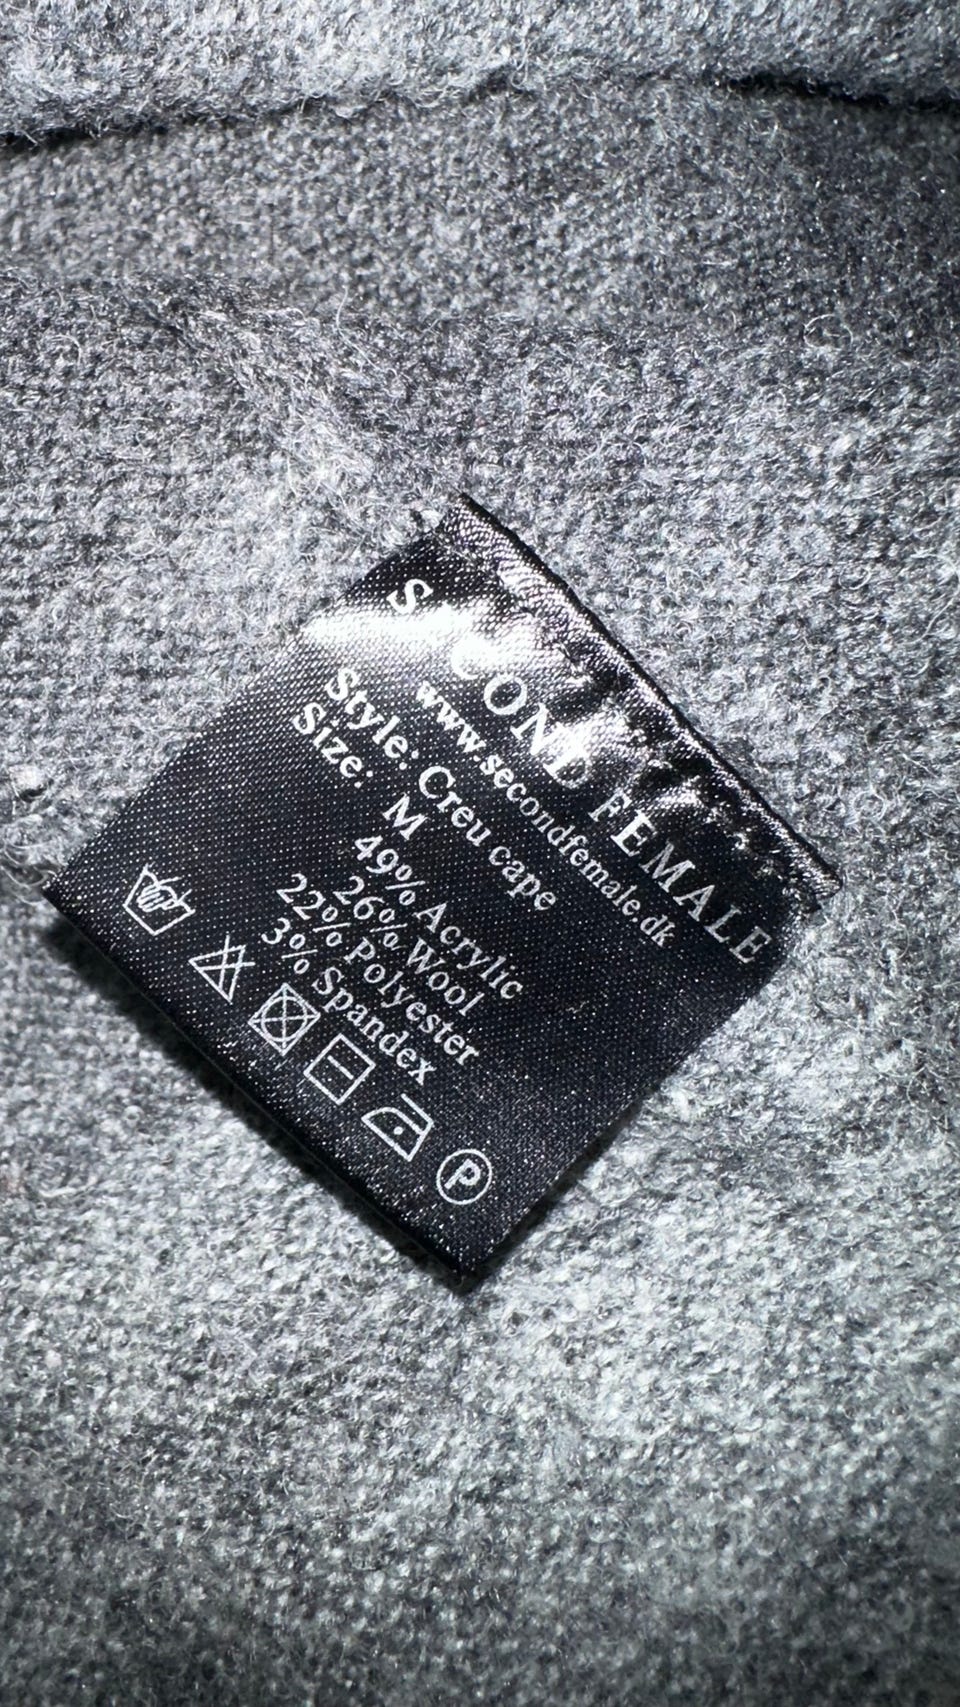 SECOND FEMALE
www.secondfemale.dk
Style: Creu cape
Size: M
49% Acrylic
26% Wool
22% Polyester
3% Spandex
P